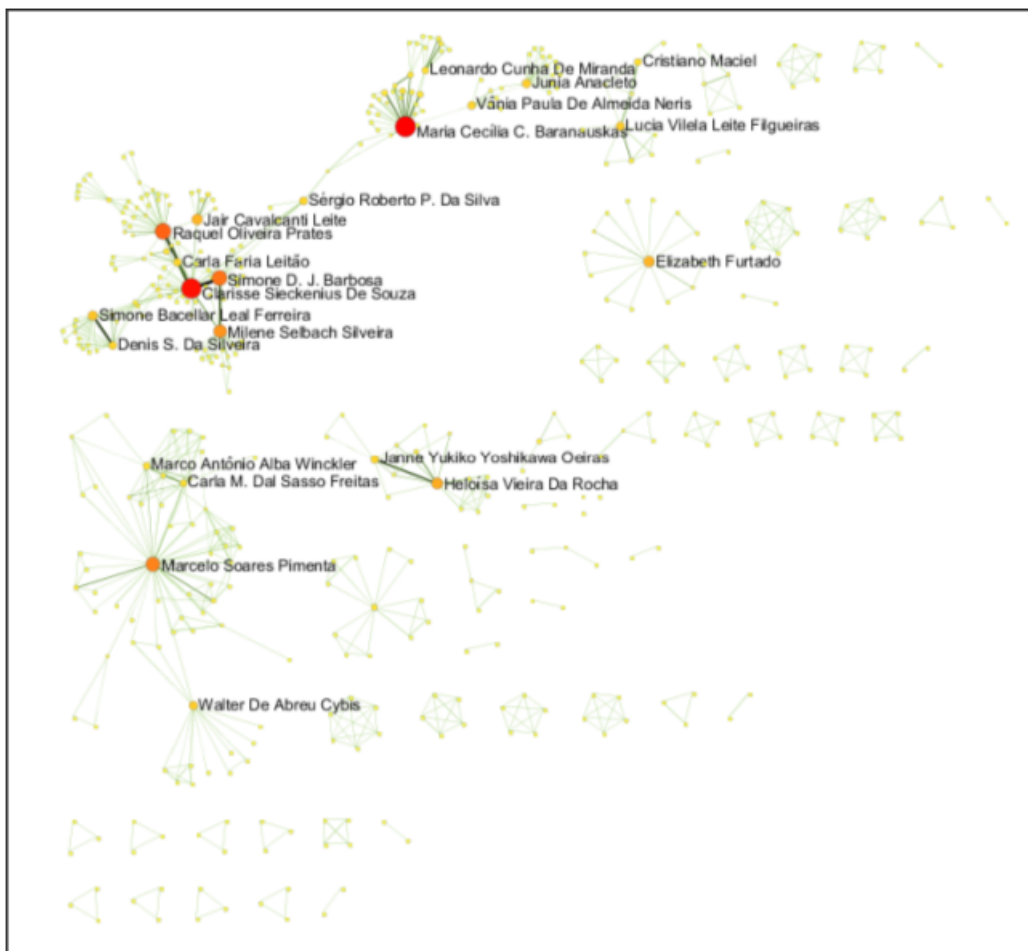 Leonardo Cunha De Miranda
Cristiano Maciel
Junia Anacleto
Vânia Paula De Almeida Neris
Maria Cecília C. Baranauskas
Lucia Vilela Leite Filgueiras
Sérgio Roberto P. Da Silva
Jair Cavalcanti Leite
Raquel Oliveira Prates
Carla Faria Leitão
Elizabeth Furtado
Simone D. J. Barbosa
Clarisse Sieckenius De Souza
Simone Bacellar Leal Ferreira
Milene Selbach Silveira
Denis S. Da Silveira
Marco Antônio Alba Winckler
Janne Yukiko Yoshikawa Oeiras
Carla M. Dal Sasso Freitas
Heloísa Vieira Da Rocha
Marcelo Soares Pimenta
Walter De Abreu Cybis